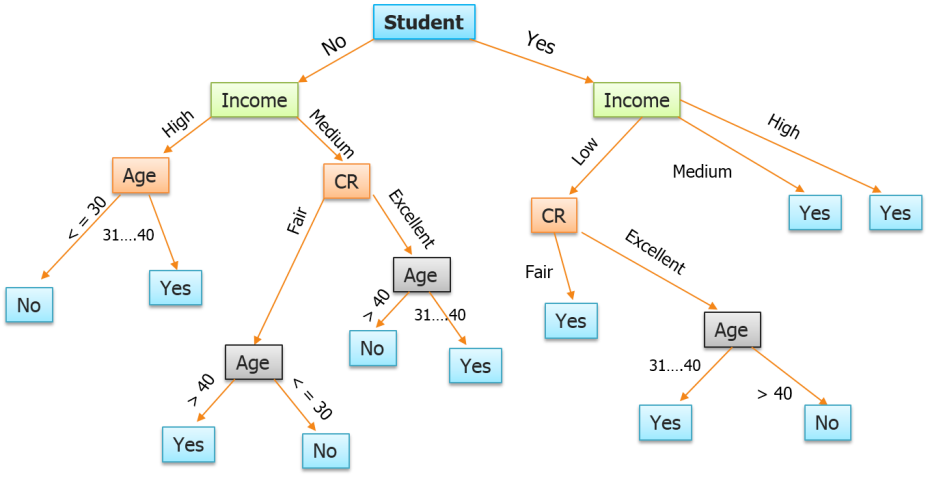 Student
No
Yes
Income
Income
High
Medium
Low
Medium
High
Age
CR
CR
Yes
Yes
< = 30
31....40
Fair
Excellent
Fair
Excellent
No
Yes
Age
Yes
Age
> 40
31....40
No
Yes
Age
31....40
> 40
> 40
< = 30
Yes
No
Yes
No